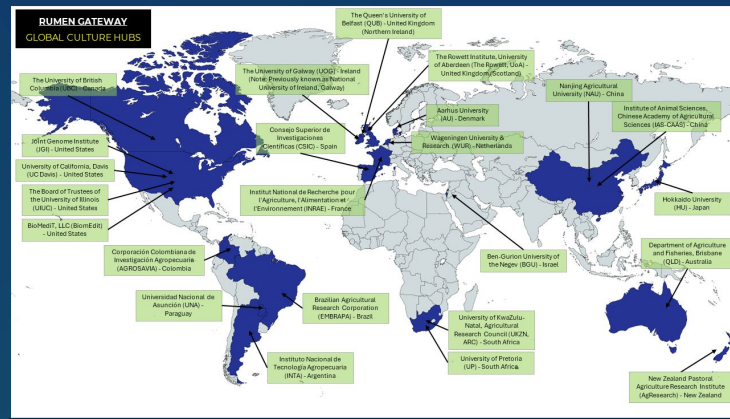 RUMEN GATEWAY
GLOBAL CULTURE HUBS
The Queen's University of
Belfast (QUB) - United Kingdom
(Northern Ireland)
The University of British
Columbia (UBC) - Canada
The University of Galway (UOG) - Ireland
(Note: Previously known as National
University of Ireland, Galway)
The Rowett Institute, University
of Aberdeen (The Rowett, UoA) -
United Kingdom(Scotland)
Nanjing Agricultural
University (NAU) - China
Institute of Animal Sciences,
Chinese Academy of Agricultural
Sciences (IAS-CAAS) -
China
Aarhus University
(AU) - Denmark
Joint Genome Institute
(JGI) - United States
Consejo Superior de
Investigaciones
Científicas (CSIC) - Spain
Wageningen University &
Research. (WUR) - Netherlands
University of California, Davis
(UC Davis) - United States
The Board of Trustees of
the University of Illinois
(UIUC) - United States
Institut National de Recherche pour
l'Agriculture, l'Alimentation et
l'Environnement (INRAE) - France
Hokkaido University
(HU) - Japan
BioMediT, LLC (BiomEdit)
- United States
Corporación Colombiana de
Investigación Agropecuaria
(AGROSAVIA) - Colombia
Ben-Gurion University of
the Negev (BGU) - Israel
Department of Agriculture
and Fisheries, Brisbane
(QLD) - Australia
Universidad Nacional de
Asunción (UNA) -
Paraguay
Brazilian Agricultural
Research Corporation
(EMBRAPA) - Brazil
University of KwaZulu-
Natal, Agricultural
Research Council (UKZN,
ARC) - South Africa
Instituto Nacional de
Tecnología Agropecuaria
(INTA) - Argentina
University of Pretoria
(UP) - South Africa
New Zealand Pastoral
Agriculture Research Institute
(AgResearch) - New Zealand